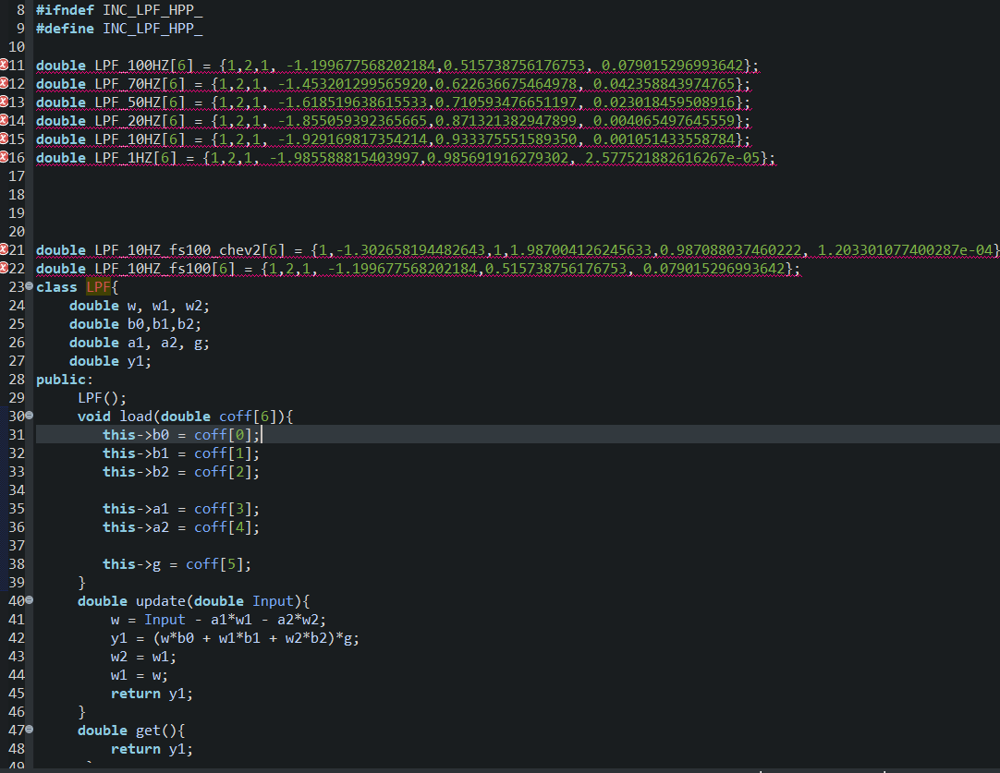 8 #ifndef INC_LPF_HPP_
9 #define INC_LPF_HPP_
10
11 double LPF_100HZ[6] = {1,2,1, -1.199677568202184,0.515738756176753, 0.079015296993642};
12 double LPF_70HZ[6] = {1,2,1, -1.453201299565920,0.622636675464978, 0.042358843974765};
13 double LPF_50HZ[6] = {1,2,1, -1.618519638615533,0.710593476651197, 0.023018459508916};
14 double LPF_20HZ[6] = {1,2,1, -1.855059392365665,0.871321382947899, 0.004065497645559};
15 double LPF_10HZ[6] = {1,2,1, -1.929169817354214,0.933375551589350, 0.001051433558784};
16 double LPF_1HZ[6] = {1,2,1, -1.985588815403997,0.985691916279302, 2.577521882616267e-05};
17
18
19
20
21 double LPF_10HZ_fs100_chev2[6] = {1,-1.302658194482643,1,1.987004126245633,0.987088037460222, 1.203301077400287e-04}
22 double LPF_10HZ_fs100[6] = {1,2,1, -1.199677568202184,0.515738756176753, 0.079015296993642};
23 class LPF{
24 double w, w1, w2;
25 double b0,b1,b2;
26 double a1, a2, g;
27 double y1;
28 public:
29 LPF();
30 void load(double coff[6]){
31 this->b0 = coff[0];
32 this->b1 = coff[1];
33 this->b2 = coff[2];
34
35 this->a1 = coff[3];
36 this->a2 = coff[4];
37
38 this->g = coff[5];
39 }
40 double update(double Input){
41 w = Input - a1*w1 - a2*w2;
42 y1 = (w*b0 + w1*b1 + w2*b2)*g;
43 w2 = w1;
44 w1 = w;
45 return y1;
46 }
47 double get(){
48 return y1;
49